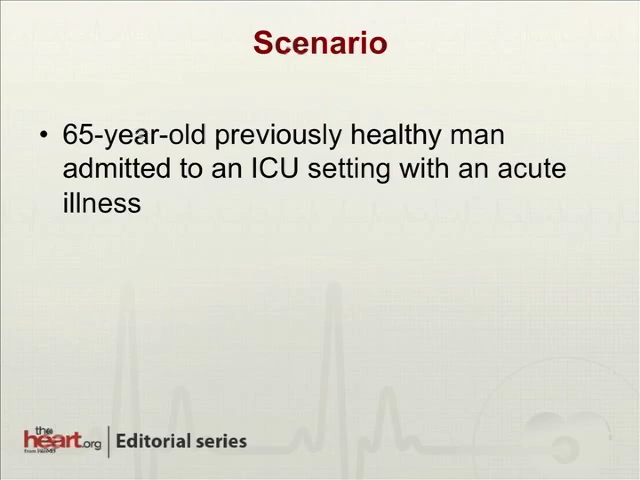 Scenario
• 65-year-old previously healthy man
admitted to an ICU setting with an acute
illness
the
heart.org
from WebMD
Editorial series